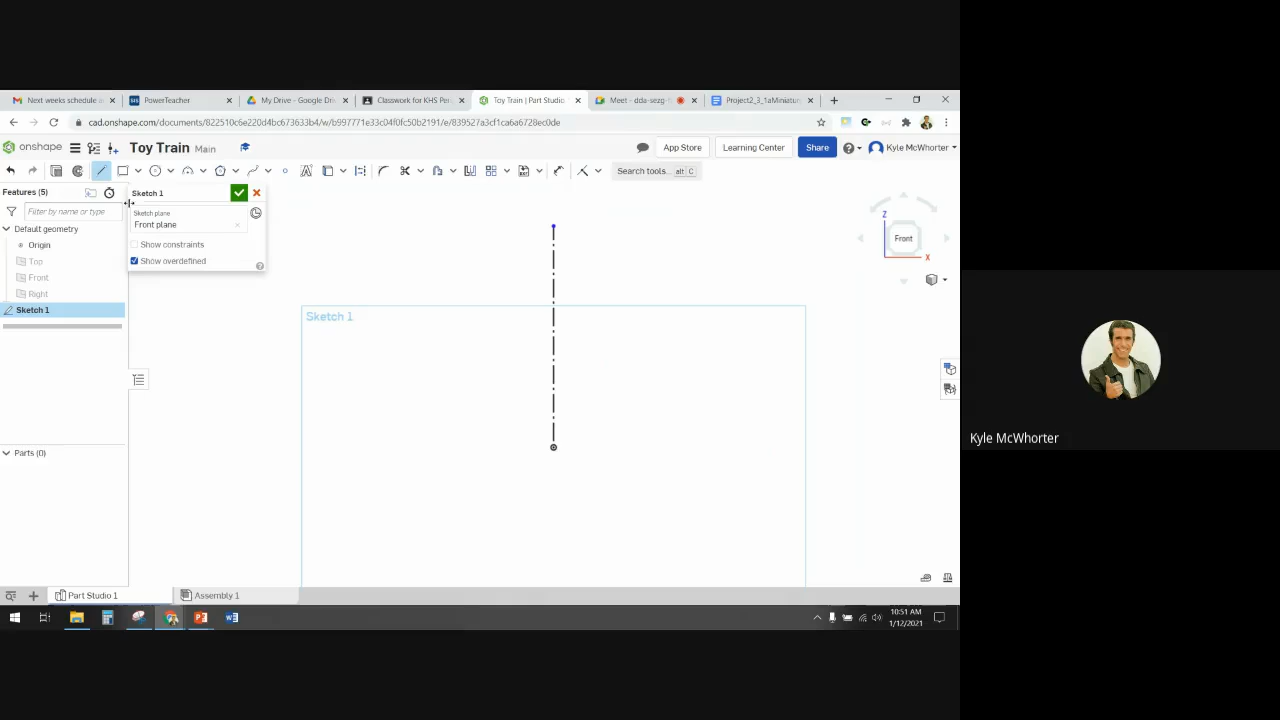 Next weeks schedule a
PowerTeacher
My Drive - Google Dri
Classwork for KHS Per
Toy Train | Part Studio
Meet - dda-sezg-
Project2_3_1aMiniatur
cad.onshape.com/documents/822510c6e220d4bc673633b4/w/b997771e33c04f0fc50b2191/e/839527a3cf1ca6a6728ec0de
onshape
Toy Train Main
App Store
Learning Center
Share
Kyle McWhorter
Search tools... alt C
Features (5)
Filter by name or type
Default geometry
Origin
Top
Front
Right
Sketch 1
Parts (0)
Sketch 1
Sketch plane
Front plane
Show constraints
Show overdefined
Sketch 1
Z
Front
X
Kyle McWhorter
Part Studio 1
Assembly 1
10:51 AM
1/12/2021